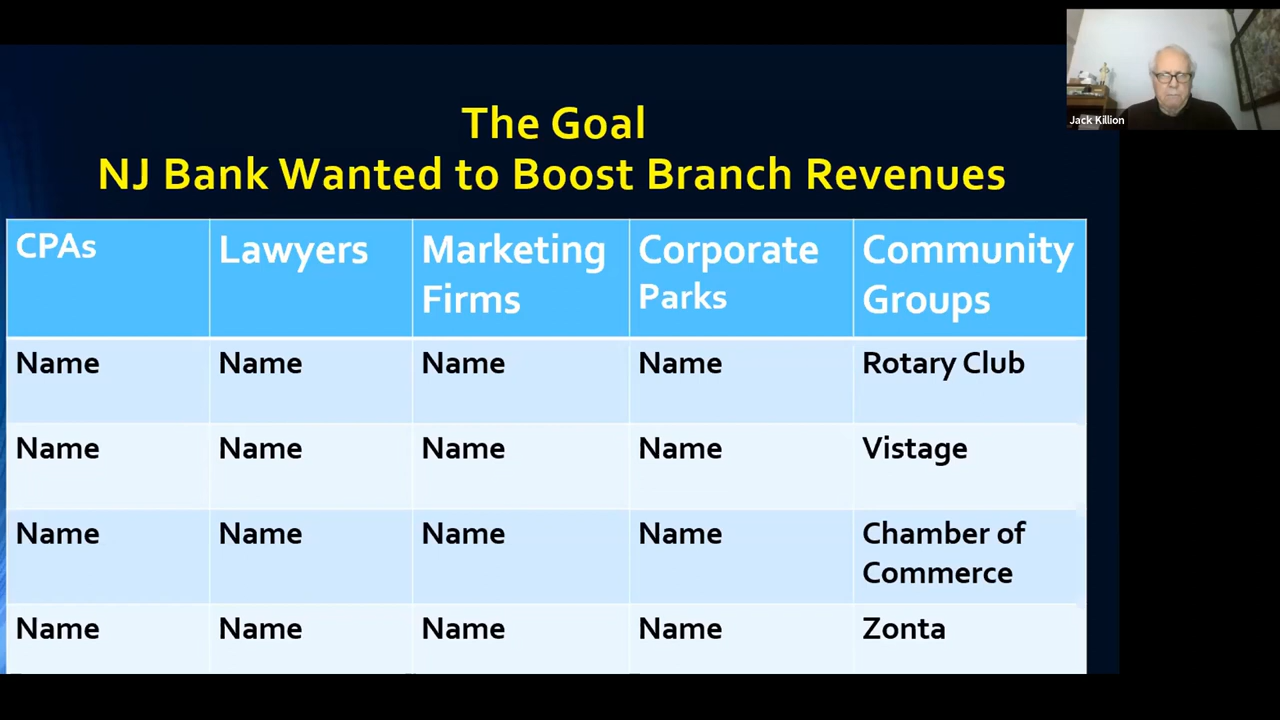 Jack Killion
The Goal
NJ Bank Wanted to Boost Branch Revenues
CPAs
Lawyers
Marketing
Firms
Corporate
Parks
Community
Groups
Name
Name
Name
Name
Rotary Club
Name
Name
Name
Name
Vistage
Name
Name
Name
Name
Chamber of
Commerce
Name
Name
Name
Name
Zonta